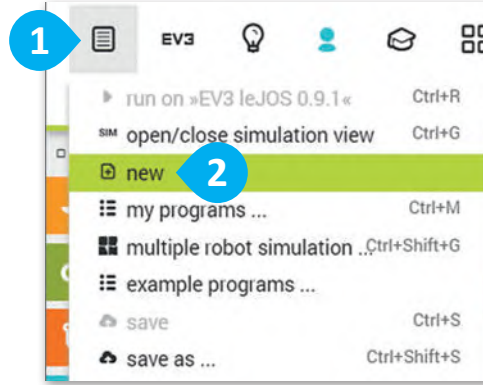 1
EV3
run on »EV3 leJOS 0.9.1« Ctrl+R
SIM open/close simulation view Ctrl+G
new 2
my programs ... Ctrl+M
multiple robot simulation ... Ctrl+Shift+G
example programs ...
save Ctrl+S
save as ... Ctrl+Shift+S